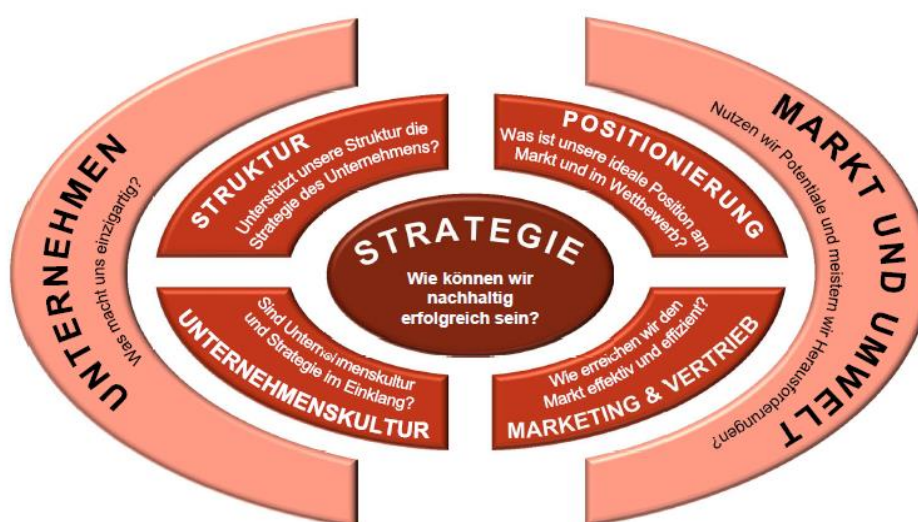 UNTERNEHMEN
Was macht uns einzigartig?
STRUKTUR
Unterstützt unsere Struktur die
Strategie des Unternehmens?
POSITIONIERUNG
Was ist unsere ideale Position am
Markt und im Wettbewerb?
STRATEGIE
Wie können wir
nachhaltig
erfolgreich sein?
Sind Unternehmenskultur
und Strategie im Einklang?
UNTERNEHMENSKULTUR
Wie erreichen wir den
Markt effektiv und effizient?
MARKETING & VERTRIEB
MARKT UND UMWELT
Nutzen wir Potentiale und meistern wir Herausforderungen?